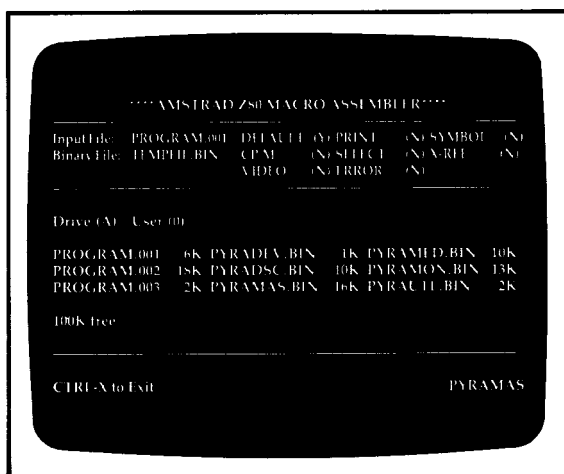 **** AMSTRAD Z80 MACRO ASSEMBLER****
Input File: PROGRAM.001 DEFAULT (Y) PRINT (N) SYMBOL (N)
Binary File: TEMPFIL.BIN CP/M (N) SELECT (N) X-REF (N)
VIDEO (N) ERROR (N)
Drive (A) User (0)
PROGRAM.001 6K PYRADEV.BIN 1K PYRAMED.BIN 10K
PROGRAM.002 18K PYRADSC.BIN 10K PYRAMON.BIN 13K
PROGRAM.003 2K PYRAMAS.BIN 16K PYRAUTL.BIN 2K
100K free
CTRL-X to Exit PYRAMAS